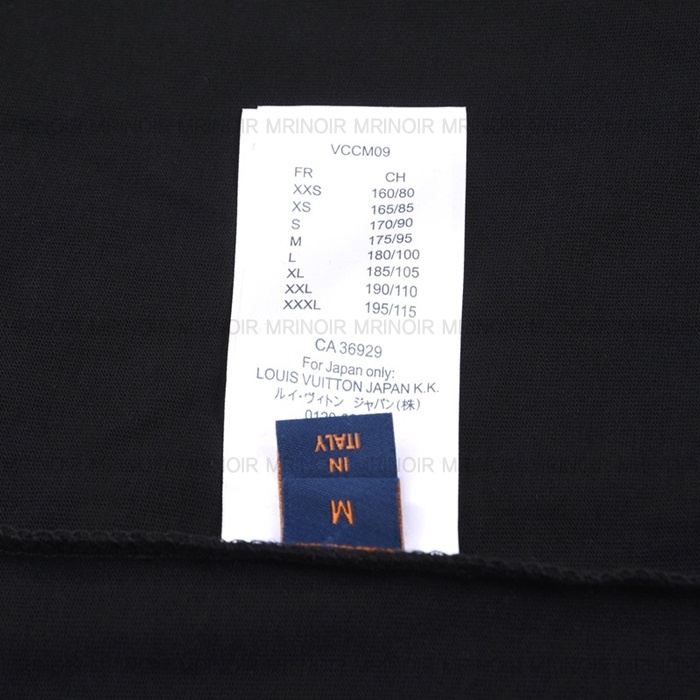 MRINOIR MRINOIR MRINOIR MRINOIR
VCCM09
FR CH
XXS 160/80
XS 165/85
S 170/90
M 175/95
L 180/100
XL 185/105
XXL 190/110
XXXL 195/115
MRINOIR MRINOIR MRINOIR MRINOIR
CA 36929
For Japan only:
LOUIS VUITTON JAPAN K.K.
ルイ・ヴィトン ジャパン(株)
ITALY
IN
MRINOIR MRINOIR MRINOIR MRINOIR
M